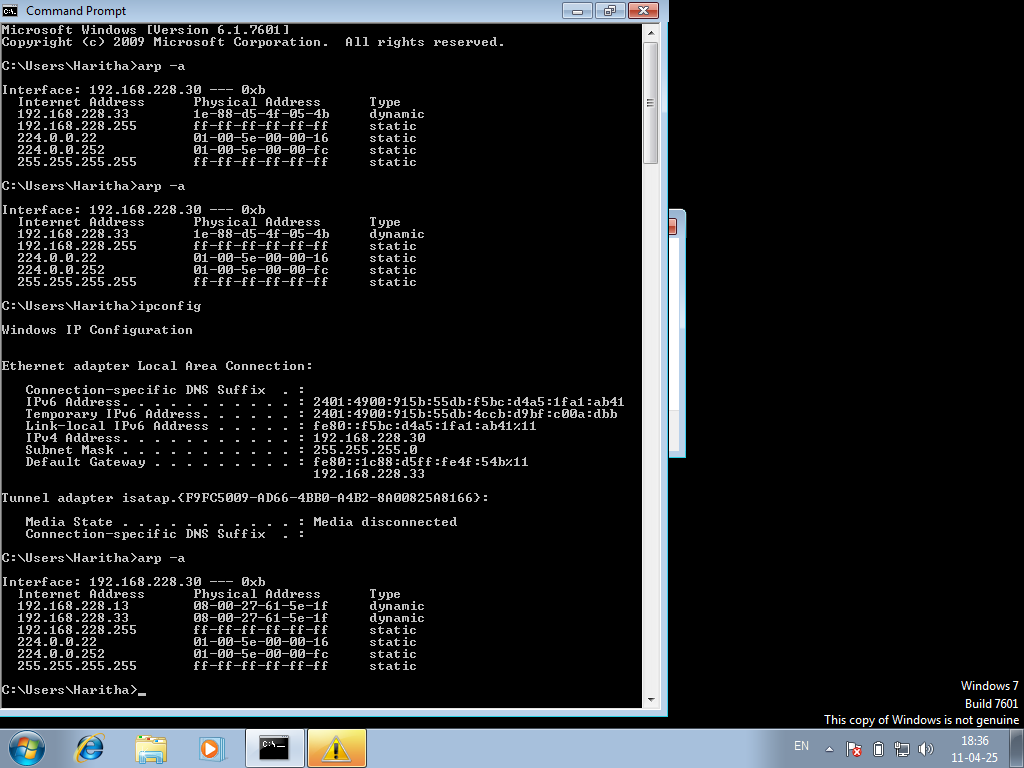 Command Prompt
Microsoft Windows [Version 6.1.7601]
Copyright (c) 2009 Microsoft Corporation.  All rights reserved.
C:\Users\Haritha>arp -a
Interface: 192.168.228.30 --- 0xb
  Internet Address      Physical Address      Type
  192.168.228.33        1e-88-d5-4f-05-4b     dynamic
  192.168.228.255       ff-ff-ff-ff-ff-ff     static
  224.0.0.22            01-00-5e-00-00-16     static
  224.0.0.252           01-00-5e-00-00-fc     static
  255.255.255.255       ff-ff-ff-ff-ff-ff     static
C:\Users\Haritha>arp -a
Interface: 192.168.228.30 --- 0xb
  Internet Address      Physical Address      Type
  192.168.228.33        1e-88-d5-4f-05-4b     dynamic
  192.168.228.255       ff-ff-ff-ff-ff-ff     static
  224.0.0.22            01-00-5e-00-00-16     static
  224.0.0.252           01-00-5e-00-00-fc     static
  255.255.255.255       ff-ff-ff-ff-ff-ff     static
C:\Users\Haritha>ipconfig
Windows IP Configuration
Ethernet adapter Local Area Connection:
   Connection-specific DNS Suffix  . :
   IPv6 Address. . . . . . . . . . . : 2401:4900:915b:55db:f5bc:d4a5:1fa1:ab41
   Temporary IPv6 Address. . . . . . : 2401:4900:915b:55db:4ccb:d9bf:c00a:dbb
   Link-local IPv6 Address . . . . . : fe80::f5bc:d4a5:1fa1:ab41%11
   IPv4 Address. . . . . . . . . . . : 192.168.228.30
   Subnet Mask . . . . . . . . . . . : 255.255.255.0
   Default Gateway . . . . . . . . . : fe80::1c88:d5ff:fe4f:54b%11
                                       192.168.228.33
Tunnel adapter isatap.{F9FC5009-AD66-4BB0-A4B2-8A00825A8166}:
   Media State . . . . . . . . . . . : Media disconnected
   Connection-specific DNS Suffix  . :
C:\Users\Haritha>arp -a
Interface: 192.168.228.30 --- 0xb
  Internet Address      Physical Address      Type
  192.168.228.13        08-00-27-61-5e-1f     dynamic
  192.168.228.33        08-00-27-61-5e-1f     dynamic
  192.168.228.255       ff-ff-ff-ff-ff-ff     static
  224.0.0.22            01-00-5e-00-00-16     static
  224.0.0.252           01-00-5e-00-00-fc     static
  255.255.255.255       ff-ff-ff-ff-ff-ff     static
C:\Users\Haritha>_
Windows 7
Build 7601
This copy of Windows is not genuine
EN
18:36
11-04-25